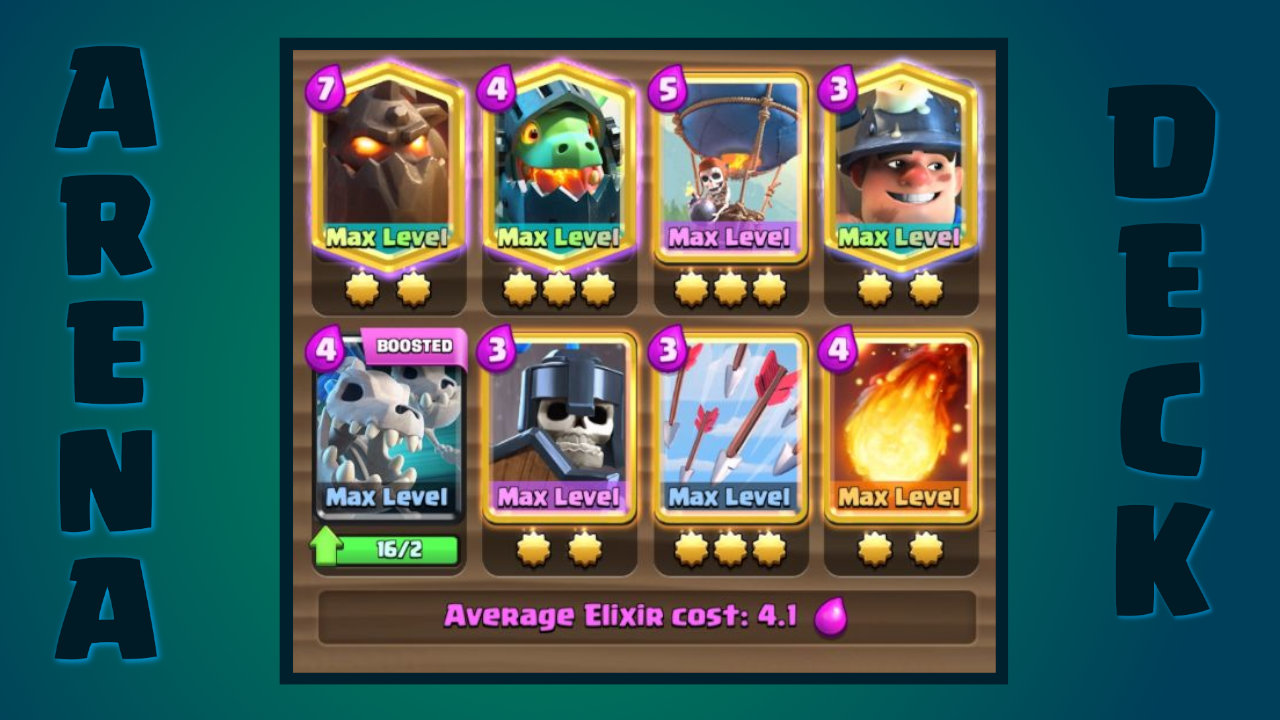 ARENA
7
4
5
3
Max Level
Max Level
Max Level
Max Level
4
BOOSTED
3
3
4
Max Level
Max Level
Max Level
Max Level
16/2
Average Elixir cost: 4.1
DECK